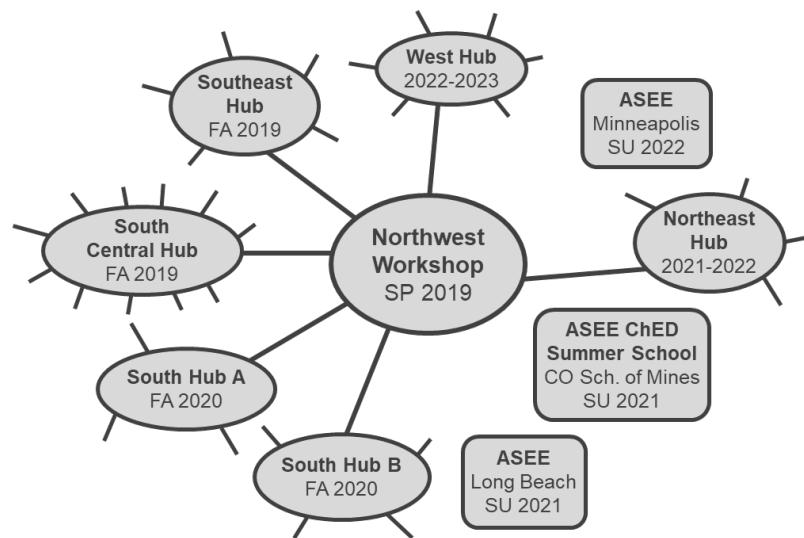 West Hub
2022-2023
Southeast
Hub
FA 2019
ASEE
Minneapolis
SU 2022
South
Central Hub
FA 2019
Northwest
Workshop
SP 2019
Northeast
Hub
2021-2022
ASEE ChED
Summer School
CO Sch. of Mines
SU 2021
South Hub A
FA 2020
South Hub B
FA 2020
ASEE
Long Beach
SU 2021